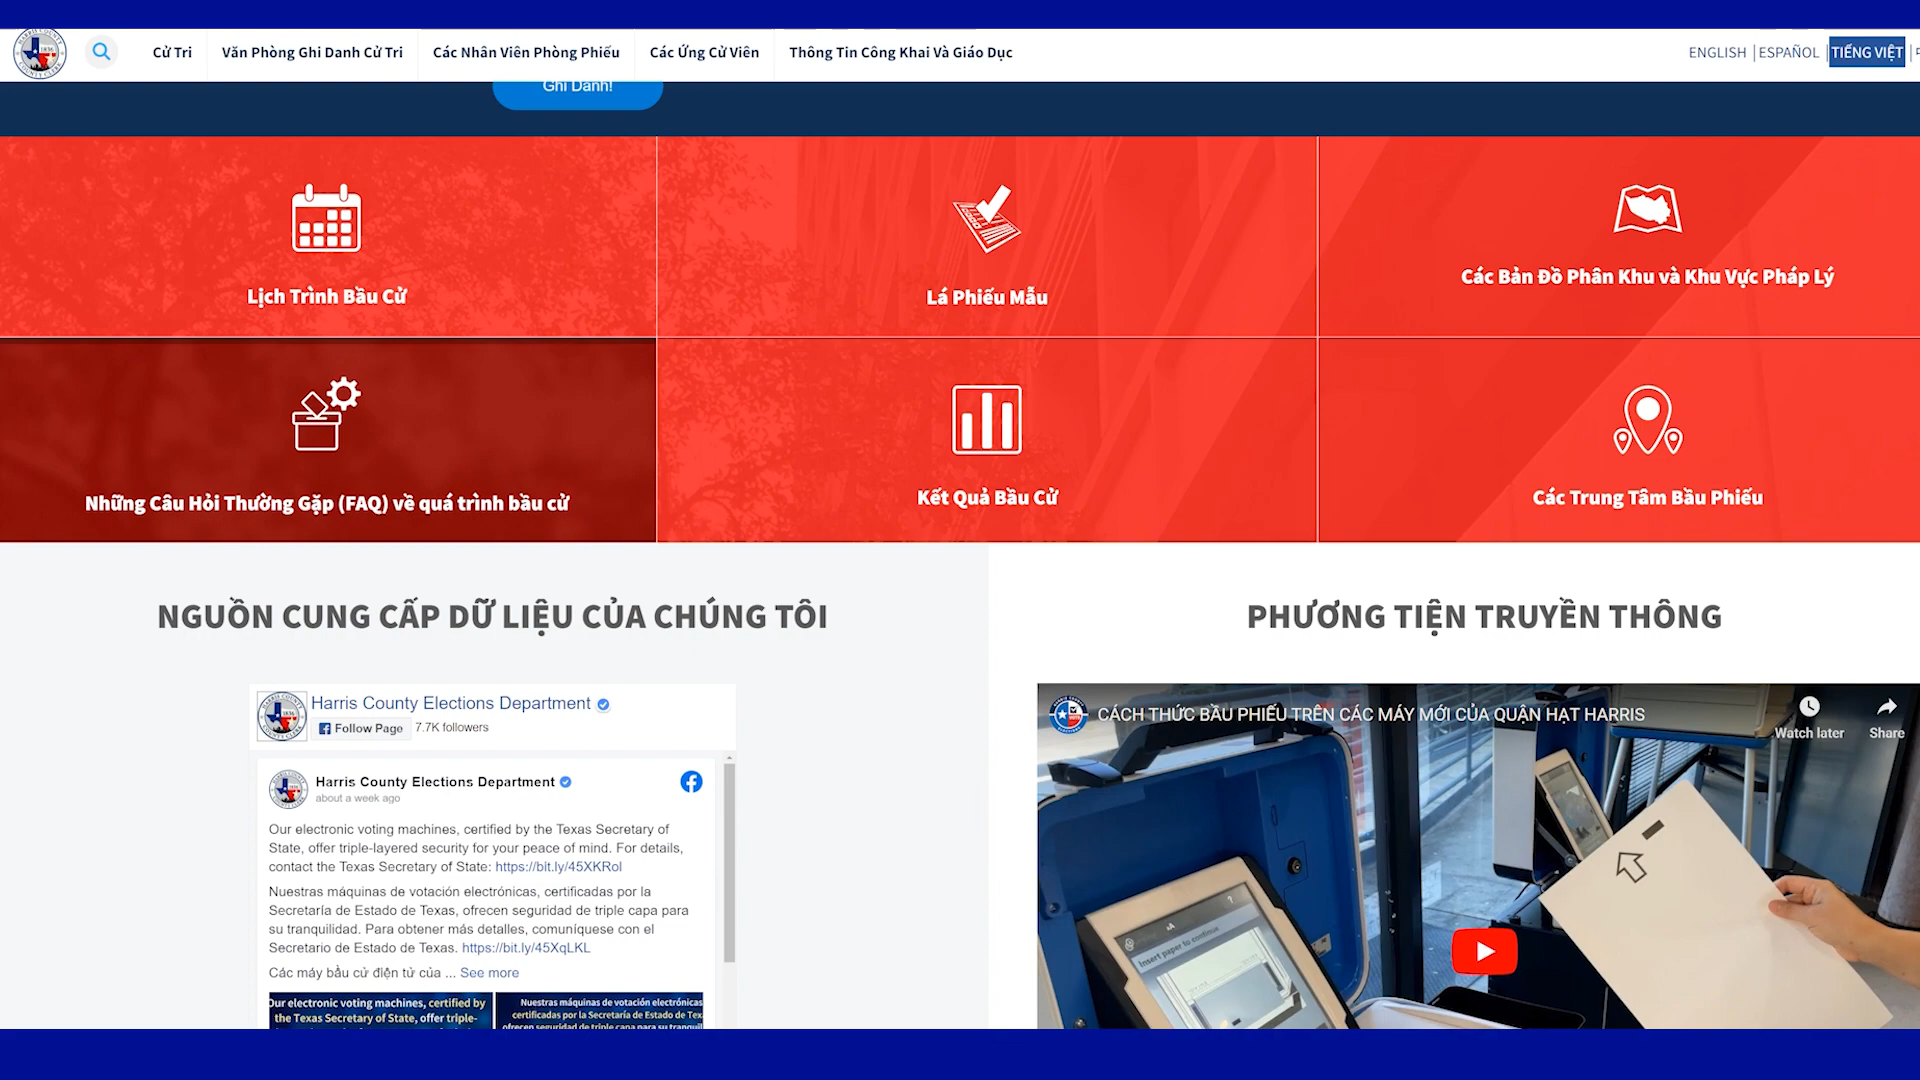 Cử Tri
Văn Phòng Ghi Danh Cử Tri
Các Nhân Viên Phòng Phiếu
Các Ứng Cử Viên
Thông Tin Công Khai Và Giáo Dục
ENGLISH | ESPAÑOL | TIẾNG VIỆT |
Ghi Danh!
Lịch Trình Bầu Cử
Lá Phiếu Mẫu
Các Bản Đồ Phân Khu và Khu Vực Pháp Lý
Những Câu Hỏi Thường Gặp (FAQ) về quá trình bầu cử
Kết Quả Bầu Cử
Các Trung Tâm Bầu Phiếu
NGUỒN CUNG CẤP DỮ LIỆU CỦA CHÚNG TÔI
Harris County Elections Department
Follow Page 7.7K followers
Harris County Elections Department
about a week ago
Our electronic voting machines, certified by the Texas Secretary of
State, offer triple-layered security for your peace of mind. For details,
contact the Texas Secretary of State: https://bit.ly/45XKRol
Nuestras máquinas de votación electrónicas, certificadas por la
Secretaría de Estado de Texas, ofrecen seguridad de triple capa para
su tranquilidad. Para obtener más detalles, comuníquese con el
Secretario de Estado de Texas. https://bit.ly/45XqLKL
Các máy bầu cử điện tử của ... See more
Our electronic voting machines, certified by
the Texas Secretary of State, offer triple-
Nuestras máquinas de votación electrónicas
certificadas por la Secretaría de Estado de
ofrecen seguridad de triple capa para su
PHƯƠNG TIỆN TRUYỀN THÔNG
CÁCH THỨC BẦU PHIẾU TRÊN CÁC MÁY MỚI CỦA QUẬN HẠT HARRIS
Watch later
Share
Insert paper to continue